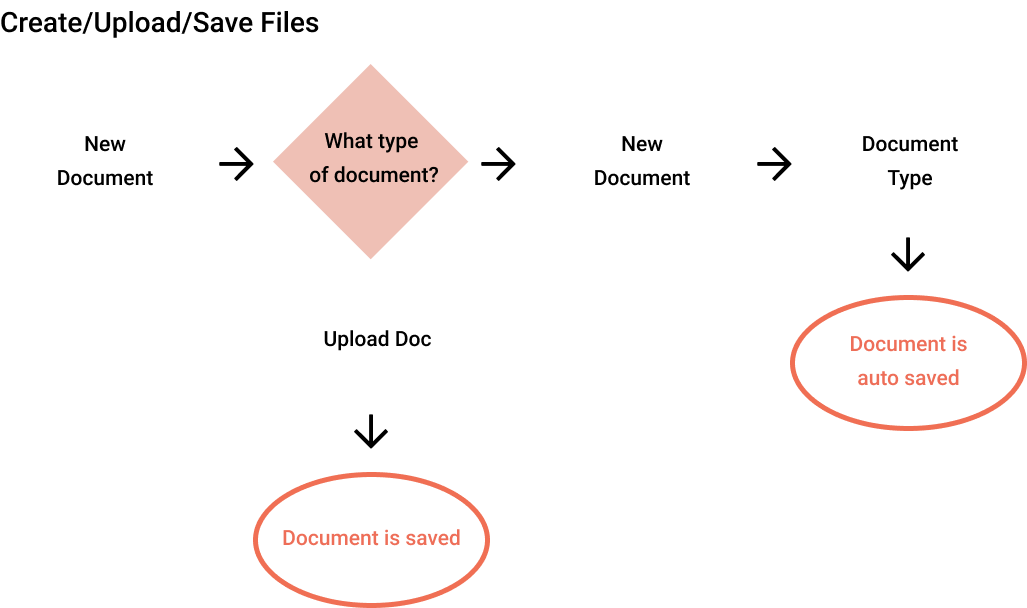 Create/Upload/Save Files
New
Document
What type
of document?
New
Document
Document
Type
Upload Doc
Document is
auto saved
Document is saved